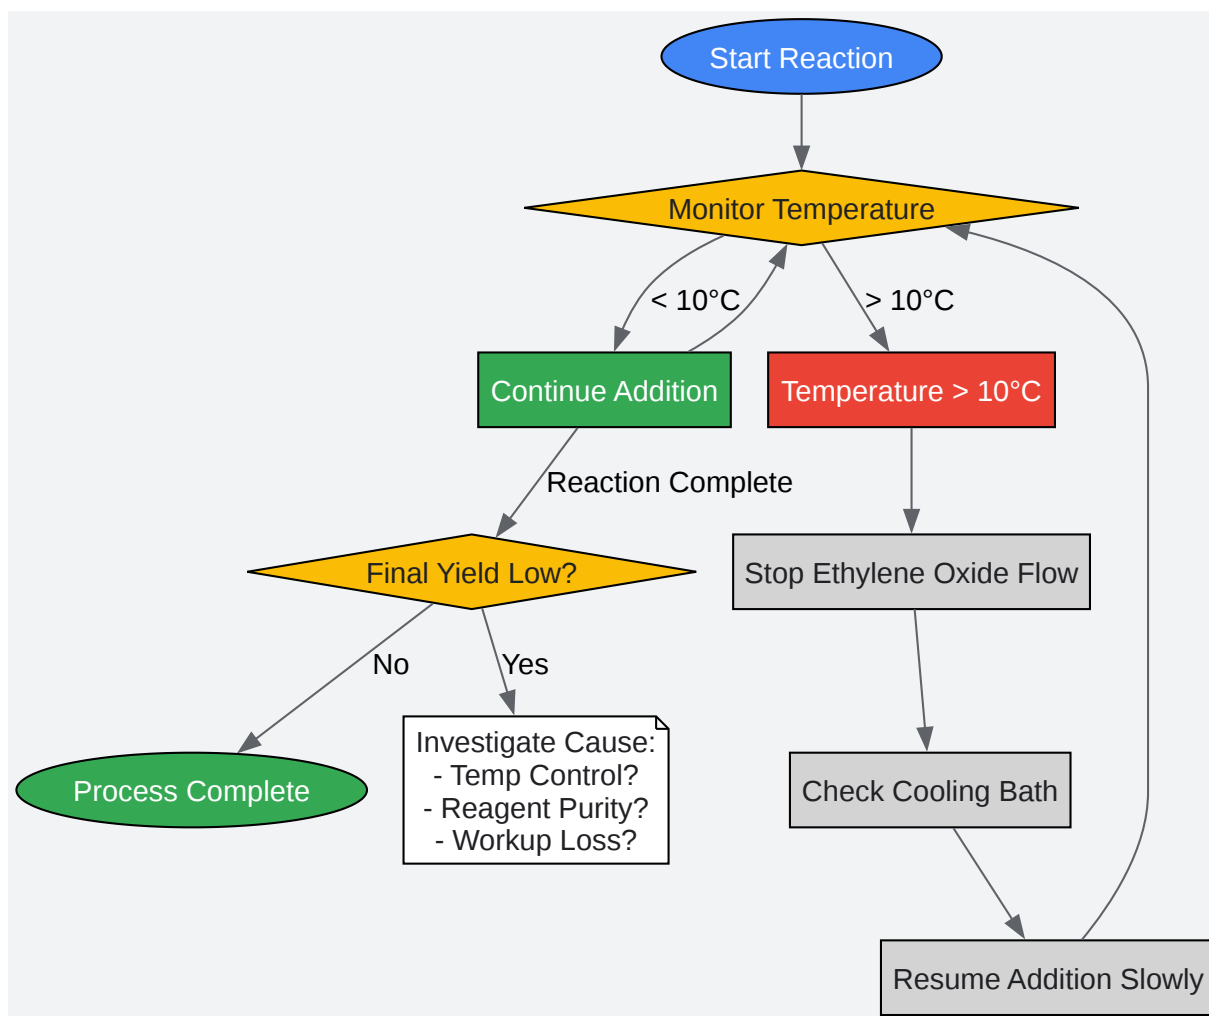 Start Reaction
Monitor Temperature
< 10°C
> 10°C
Continue Addition
Temperature > 10°C
Reaction Complete
Final Yield Low?
Stop Ethylene Oxide Flow
No
Yes
Investigate Cause:
- Temp Control?
- Reagent Purity?
- Workup Loss?
Process Complete
Check Cooling Bath
Resume Addition Slowly